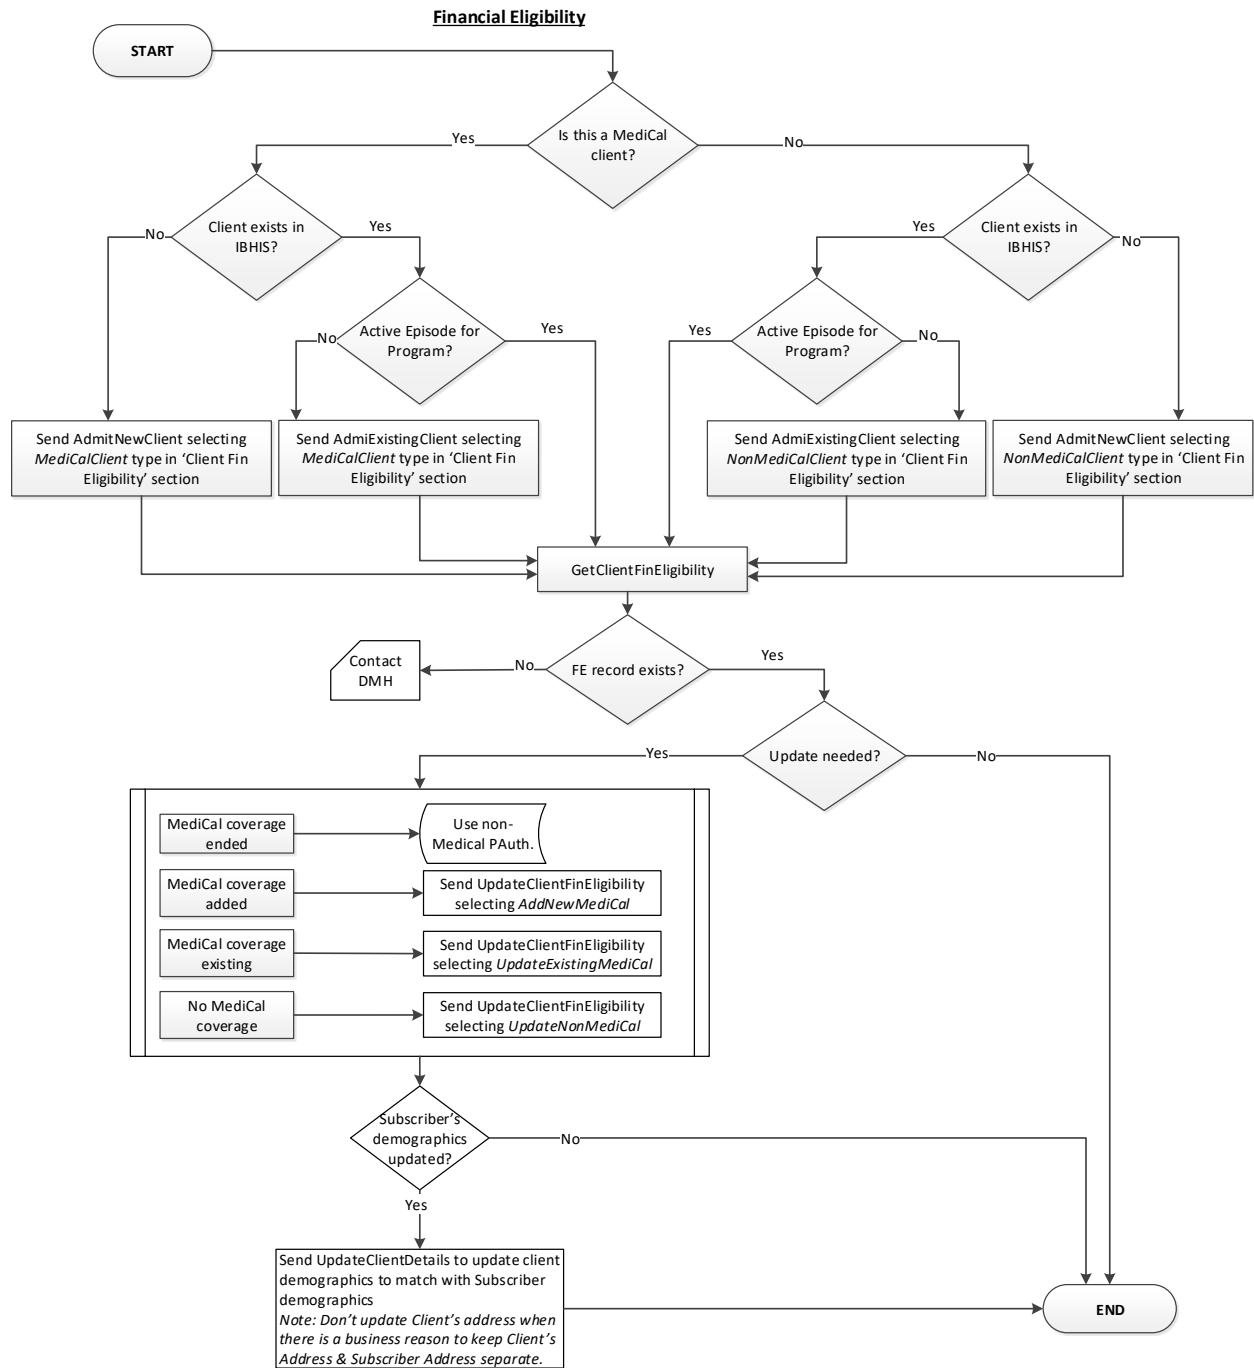 Financial Eligibility
START
Is this a MediCal
client?
Yes
No
Client exists in
IBHIS?
No
Yes
Client exists in
IBHIS?
Yes
No
Active Episode for
Program?
No
Yes
Active Episode for
Program?
Yes
No
Send AdmitNewClient selecting
MediCalClient type in ‘Client Fin
Eligibility’ section
Send AdmiExistingClient selecting
MediCalClient type in ‘Client Fin
Eligibility’ section
Send AdmiExistingClient selecting
NonMediCalClient type in ‘Client Fin
Eligibility’ section
Send AdmitNewClient selecting
NonMediCalClient type in ‘Client Fin
Eligibility’ section
GetClientFinEligibility
FE record exists?
No
Yes
Contact
DMH
Update needed?
Yes
No
MediCal coverage
ended
Use non-
Medical PAuth.
MediCal coverage
added
Send UpdateClientFinEligibility
selecting AddNewMediCal
MediCal coverage
existing
Send UpdateClientFinEligibility
selecting UpdateExistingMediCal
No MediCal
coverage
Send UpdateClientFinEligibility
selecting UpdateNonMediCal
Subscriber’s
demographics
updated?
No
Yes
Send UpdateClientDetails to update client
demographics to match with Subscriber
demographics
Note: Don’t update Client’s address when
there is a business reason to keep Client’s
Address & Subscriber Address separate.
END